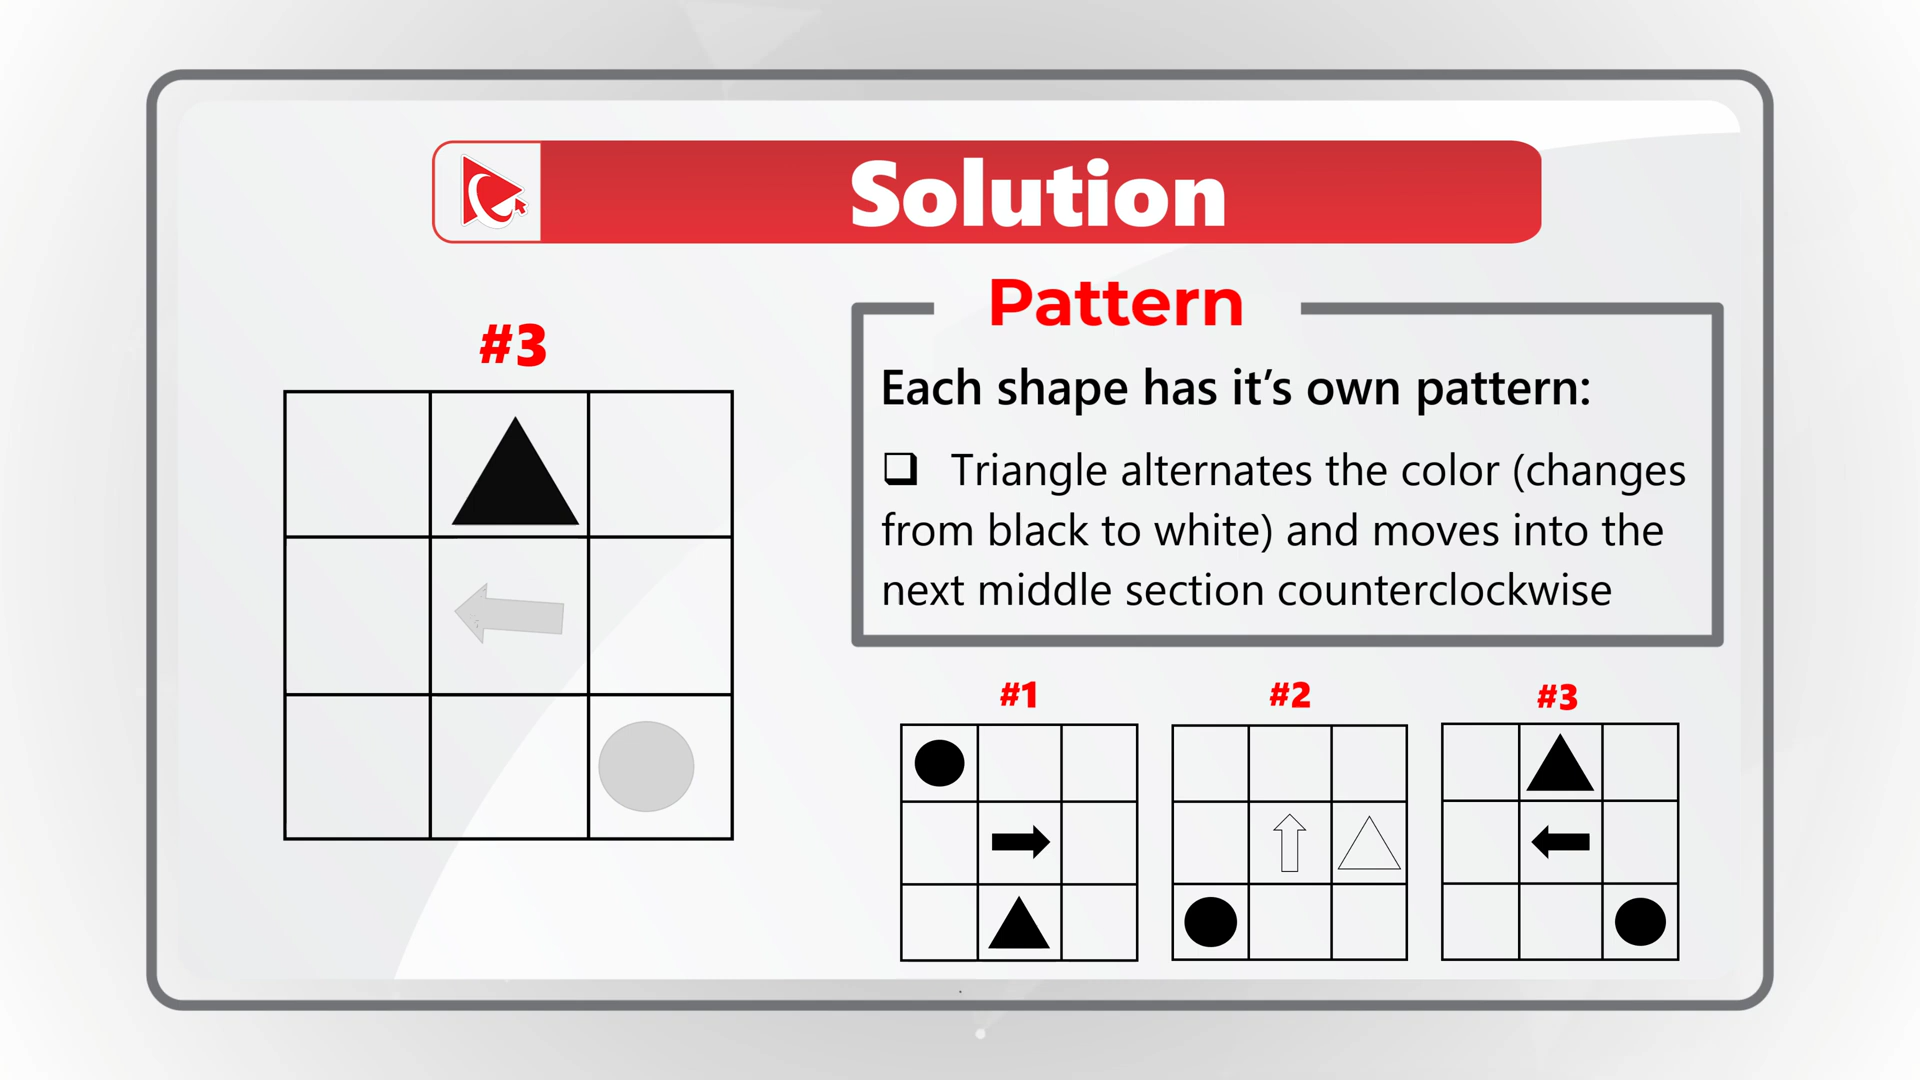 Solution
Pattern
#3
Each shape has it’s own pattern:
❑ Triangle alternates the color (changes
from black to white) and moves into the
next middle section counterclockwise
#1
#2
#3